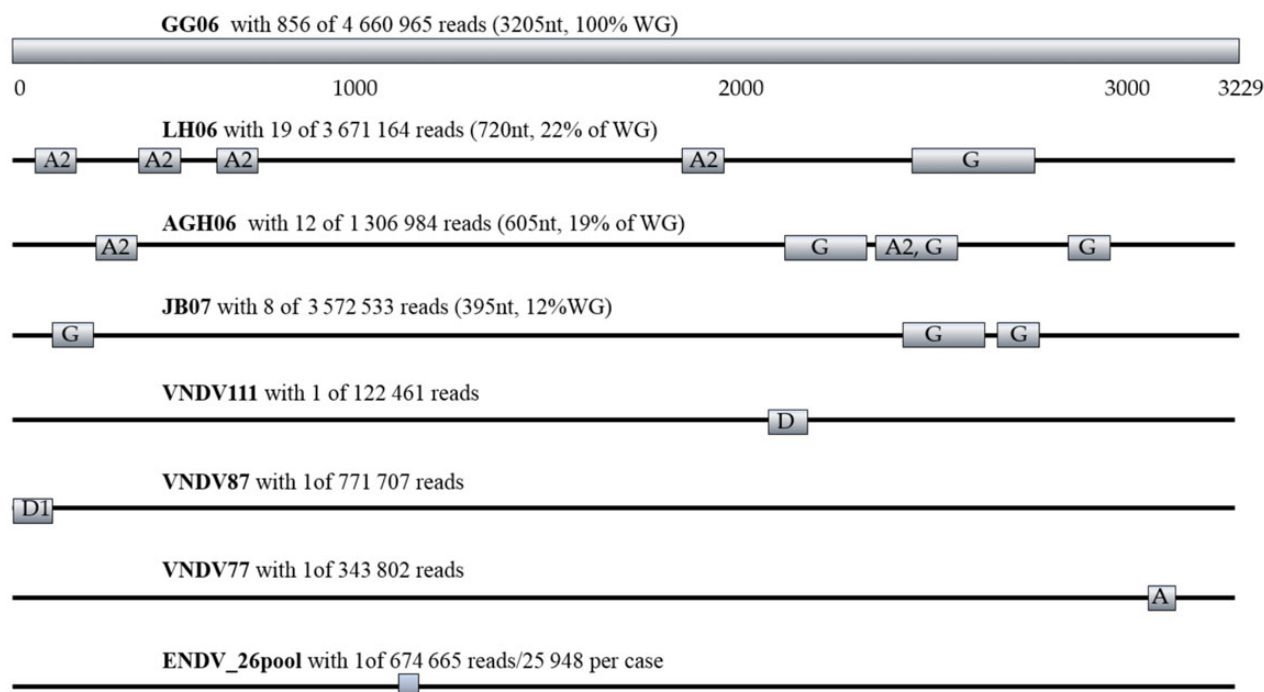 GG06 with 856 of 4 660 965 reads (3205nt, 100% WG)
0 1000 2000 3000 3229
LH06 with 19 of 3 671 164 reads (720nt, 22% of WG)
A2 A2 A2 A2 G
AGH06 with 12 of 1 306 984 reads (605nt, 19% of WG)
A2 G A2, G G
JB07 with 8 of 3 572 533 reads (395nt, 12%WG)
G G G
VNDV111 with 1 of 122 461 reads
D
VNDV87 with 1of 771 707 reads
D1
VNDV77 with 1of 343 802 reads
A
ENDV_26pool with 1of 674 665 reads/25 948 per case